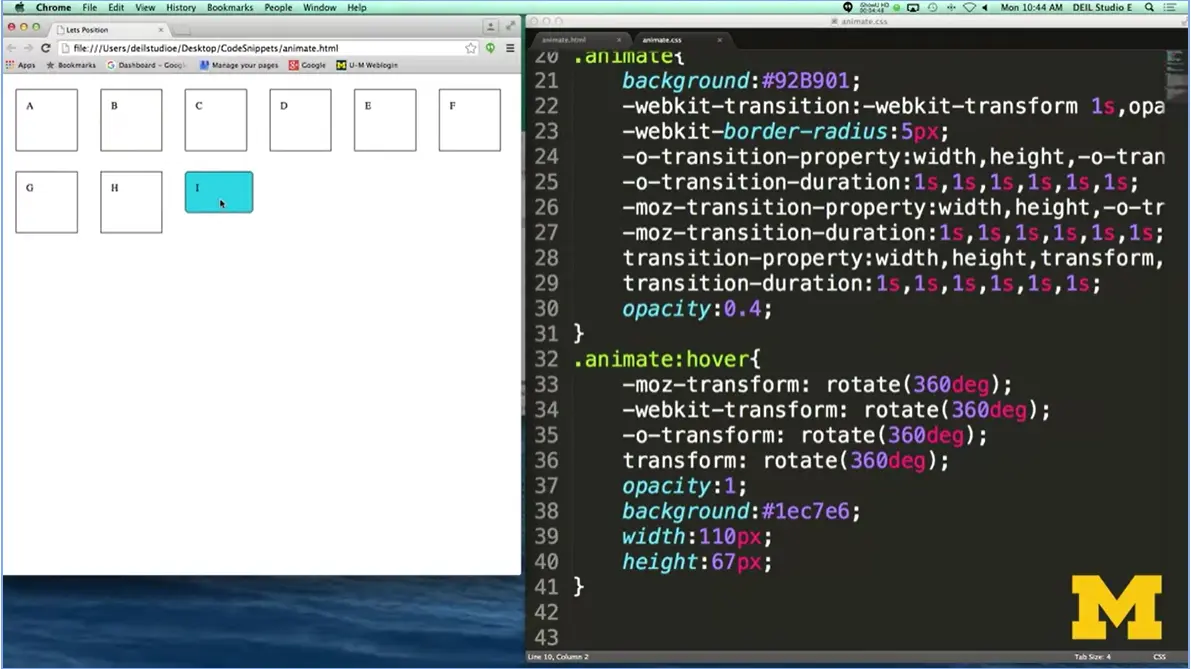 Chrome File Edit View History Bookmarks People Window Help
Mon 10:44 AM DEIL Studio E
Lets Position
file:///Users/deilstudioe/Desktop/CodeSnippets/animate.html
Apps Bookmarks Dashboard – Googl Manage your pages Google U-M Weblogin
A B C D E F
G H I
animate.css
animate.html animate.css
20 .animate{
21 background:#92B901;
22 -webkit-transition:-webkit-transform 1s,opa
23 -webkit-border-radius:5px;
24 -o-transition-property:width,height,-o-tran
25 -o-transition-duration:1s,1s,1s,1s,1s,1s;
26 -moz-transition-property:width,height,-o-tr
27 -moz-transition-duration:1s,1s,1s,1s,1s,1s;
28 transition-property:width,height,transform,
29 transition-duration:1s,1s,1s,1s,1s,1s;
30 opacity:0.4;
31 }
32 .animate:hover{
33 -moz-transform: rotate(360deg);
34 -webkit-transform: rotate(360deg);
35 -o-transform: rotate(360deg);
36 transform: rotate(360deg);
37 opacity:1;
38 background:#1ec7e6;
39 width:110px;
40 height:67px;
41 }
42
43
M
Line 10, Column 2 Tab Size: 4 CSS